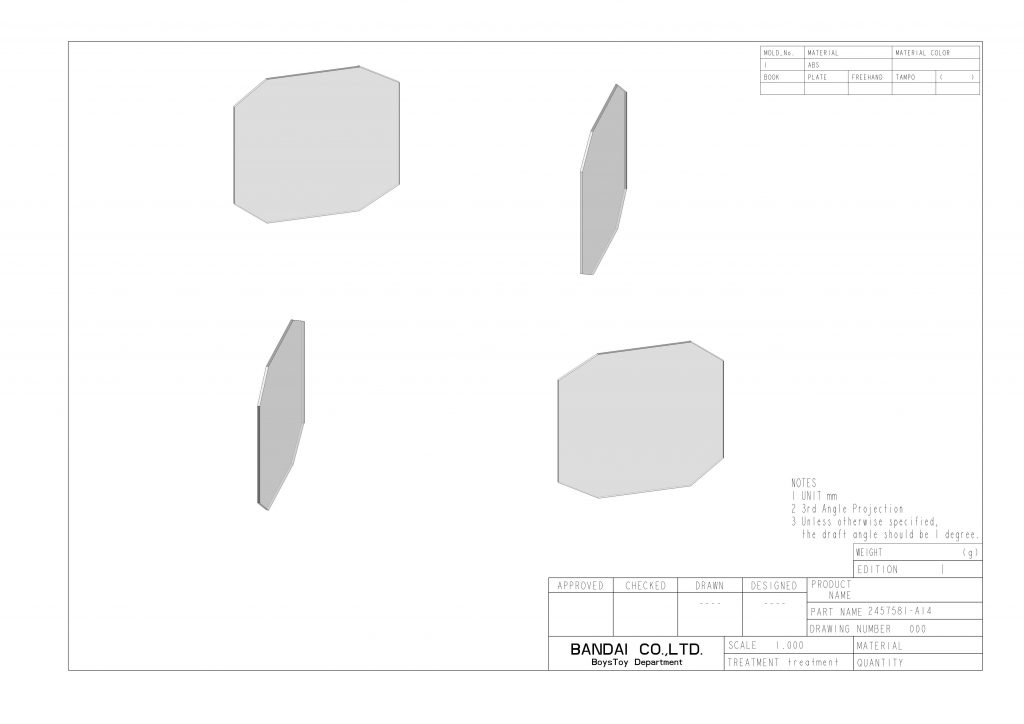 MOLD_No. MATERIAL MATERIAL COLOR
1 ABS
BOOK PLATE FREEHAND TAMPO ( )
NOTES
1 UNIT mm
2 3rd Angle Projection
3 Unless otherwise specified,
the draft angle should be 1 degree.
WEIGHT (g)
EDITION 1
APPROVED CHECKED DRAWN DESIGNED PRODUCT
NAME
---- ----
PART NAME 2457581-A14
DRAWING NUMBER 000
BANDAI CO.,LTD. SCALE 1.000 MATERIAL
BoysToy Department TREATMENT treatment QUANTITY